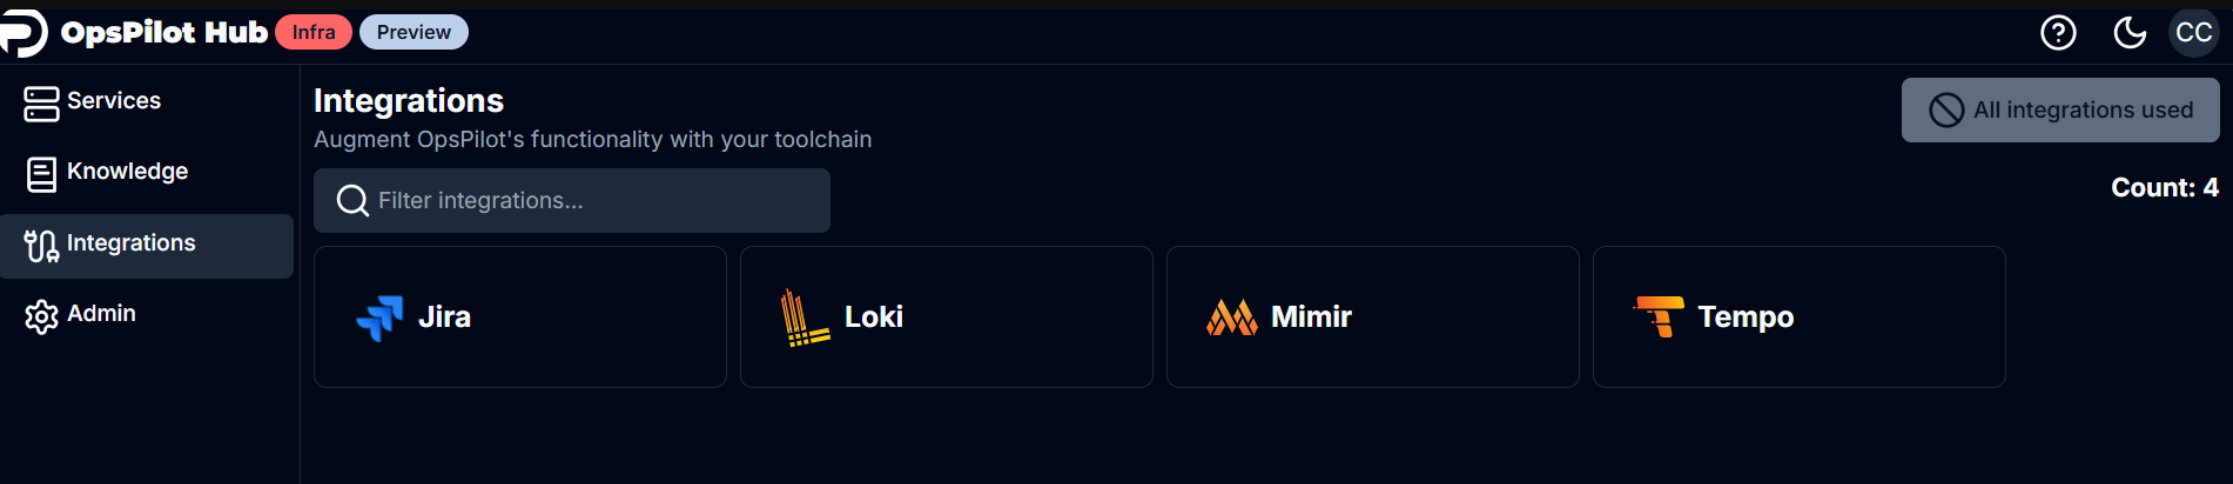 OpsPilot Hub Infra Preview CC
Services
Knowledge
Integrations
Admin
Integrations
Augment OpsPilot's functionality with your toolchain
All integrations used
Filter integrations...
Count: 4
Jira
Loki
Mimir
Tempo